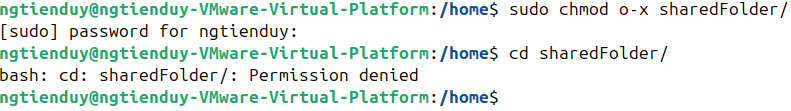 ngtienduy@ngtienduy-VMware-Virtual-Platform:/home$ sudo chmod o-x sharedFolder/
[sudo] password for ngtienduy:
ngtienduy@ngtienduy-VMware-Virtual-Platform:/home$ cd sharedFolder/
bash: cd: sharedFolder/: Permission denied
ngtienduy@ngtienduy-VMware-Virtual-Platform:/home$